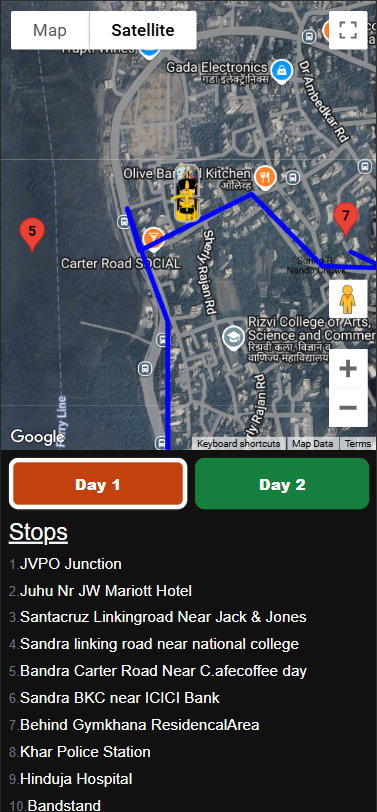 Map
Satellite
Trupti Wines
Gada Electronics
गडा इलेक्ट्रॉनिक्स
Dr Ambedkar Rd
Olive Bar Kitchen
ऑलिव्ह
5
7
Carter Road SOCIAL
Sherly Rajan Rd
Nanda Chowk
Rizvi College of Arts,
Science and Commer
रिझवी कला, विज्ञान व
वाणिज्य महाविद्यालय
Sherly Rajan Rd
Ferry Line
Google
Keyboard shortcuts
Map Data
Terms
Day 1
Day 2
Stops
1.JVPO Junction
2.Juhu Nr JW Mariott Hotel
3.Santacruz Linkingroad Near Jack & Jones
4.Sandra linking road near national college
5.Bandra Carter Road Near C.afecoffee day
6.Sandra BKC near ICICI Bank
7.Behind Gymkhana ResidencalArea
8.Khar Police Station
9.Hinduja Hospital
10.Bandstand